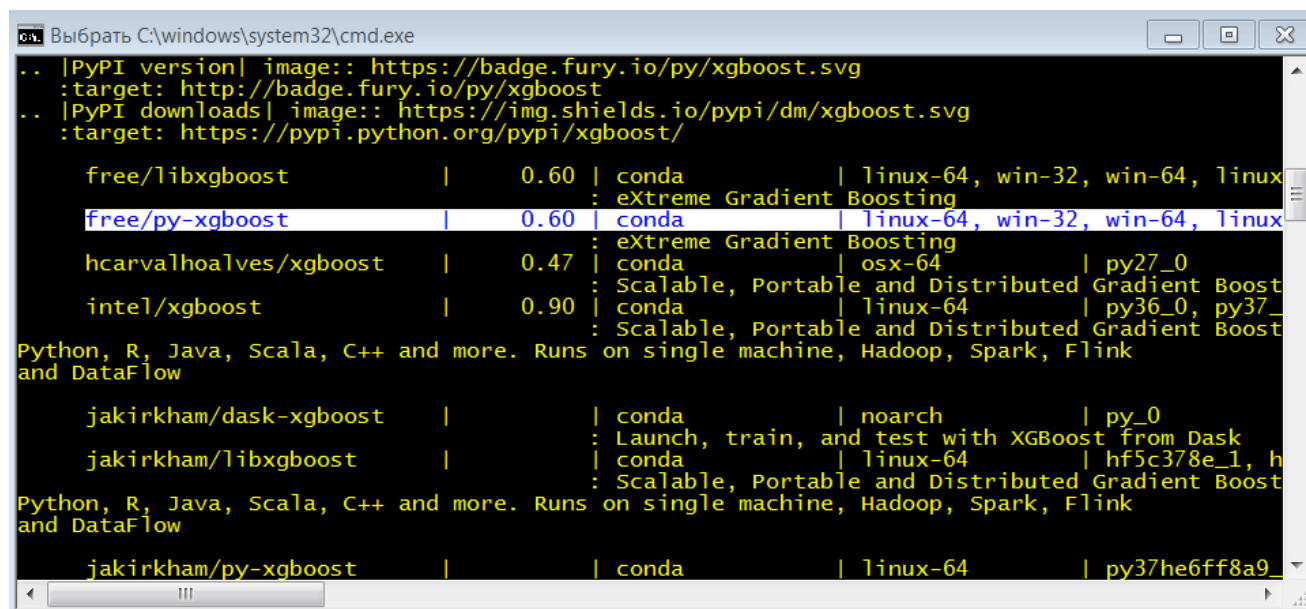 Выбрать C:\windows\system32\cmd.exe
.. |PyPI version| image:: https://badge.fury.io/py/xgboost.svg
:target: http://badge.fury.io/py/xgboost
.. |PyPI downloads| image:: https://img.shields.io/pypi/dm/xgboost.svg
:target: https://pypi.python.org/pypi/xgboost/
free/libxgboost | 0.60 | conda | linux-64, win-32, win-64, linux
: eXtreme Gradient Boosting
free/py-xgboost | 0.60 | conda | linux-64, win-32, win-64, linux
: eXtreme Gradient Boosting
hcarvalhoalves/xgboost | 0.47 | conda | osx-64 | py27_0
: Scalable, Portable and Distributed Gradient Boost
intel/xgboost | 0.90 | conda | linux-64 | py36_0, py37_
: Scalable, Portable and Distributed Gradient Boost
Python, R, Java, Scala, C++ and more. Runs on single machine, Hadoop, Spark, Flink
and DataFlow
jakirkham/dask-xgboost | | conda | noarch | py_0
: Launch, train, and test with XGBoost from Dask
jakirkham/libxgboost | | conda | linux-64 | hf5c378e_1, h
: Scalable, Portable and Distributed Gradient Boost
Python, R, Java, Scala, C++ and more. Runs on single machine, Hadoop, Spark, Flink
and DataFlow
jakirkham/py-xgboost | | conda | linux-64 | py37he6ff8a9_